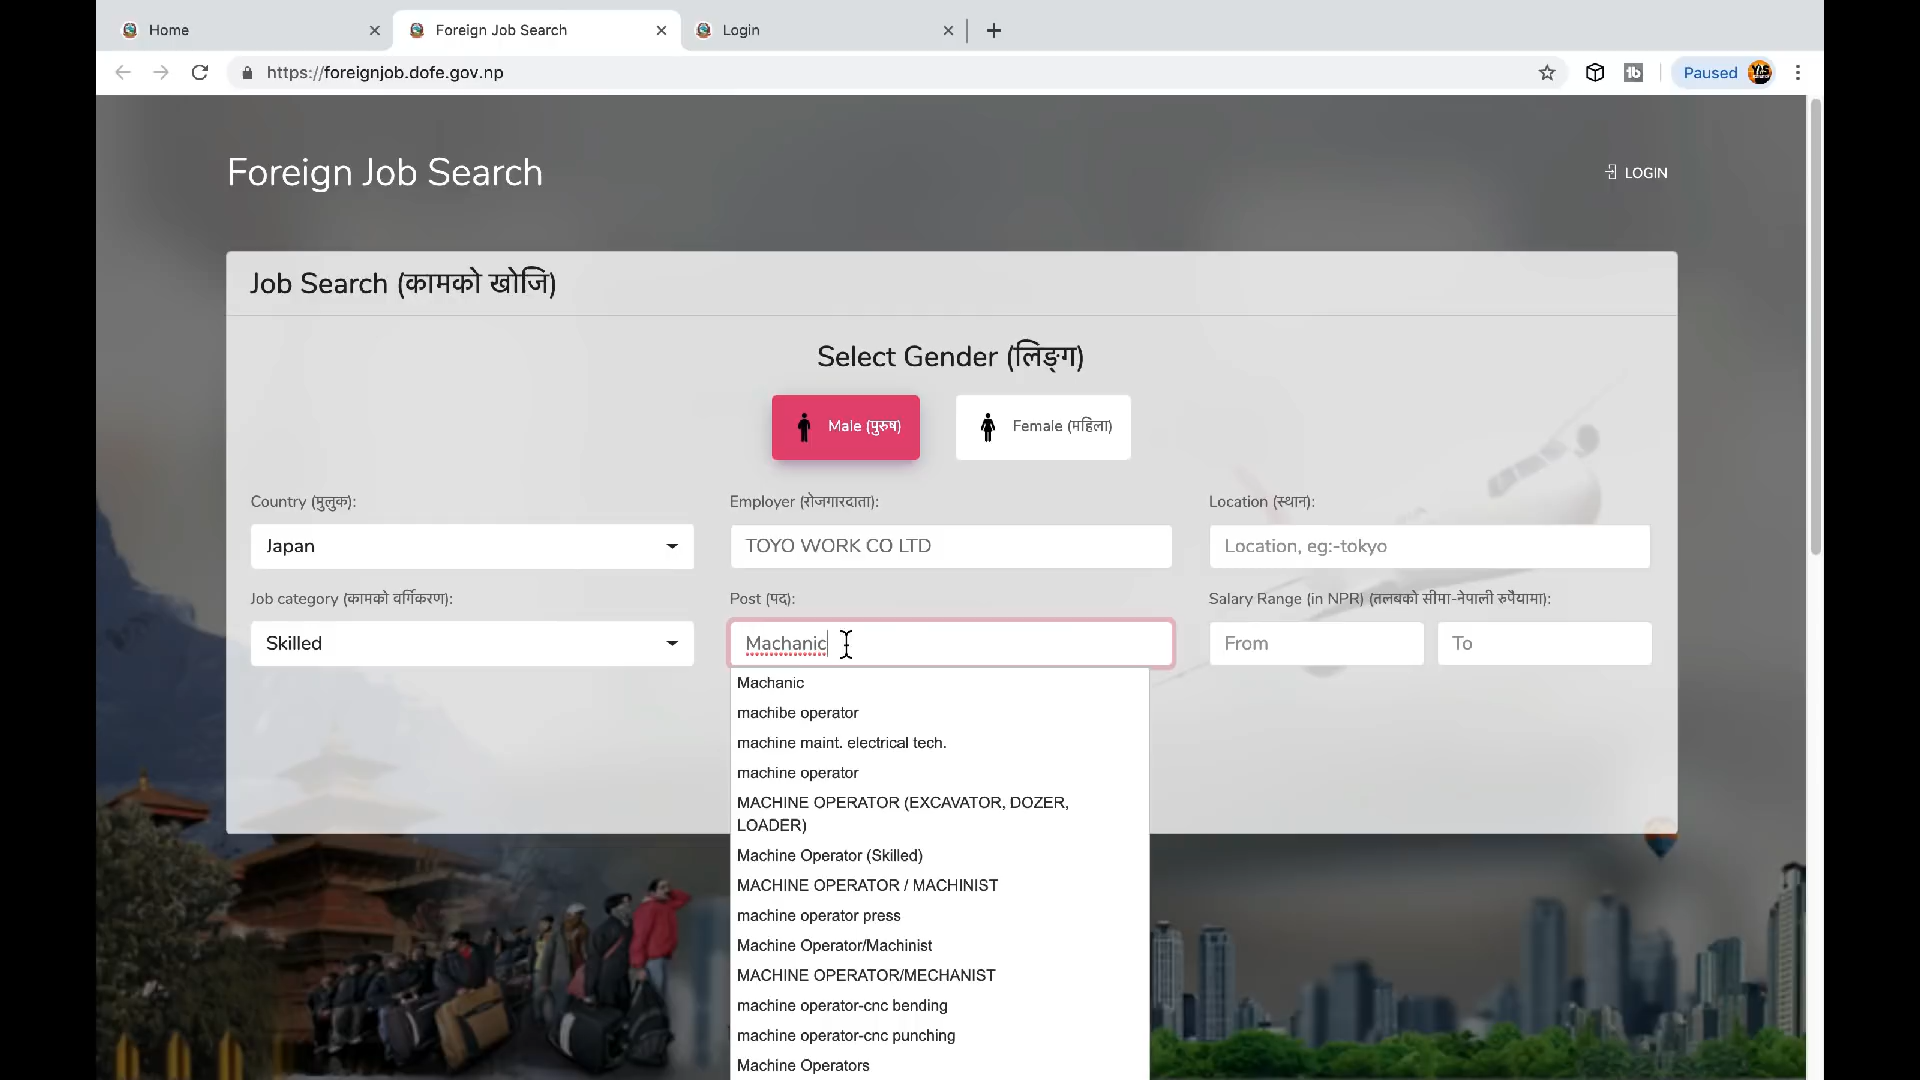 Home
Foreign Job Search
Login
https://foreignjob.dofe.gov.np
Paused
Foreign Job Search
LOGIN
Job Search (कामको खोजि)
Select Gender (लिङ्ग)
Male (पुरुष)
Female (महिला)
Country (मुलुक):
Employer (रोजगारदाता):
Location (स्थान):
Japan
TOYO WORK CO LTD
Location, eg:-tokyo
Job category (कामको वर्गिकरण):
Post (पद):
Salary Range (in NPR) (तलबको सीमा-नेपाली रुपैयामा):
Skilled
Machanic
From
To
Machanic
machibe operator
machine maint. electrical tech.
machine operator
MACHINE OPERATOR (EXCAVATOR, DOZER,
LOADER)
Machine Operator (Skilled)
MACHINE OPERATOR / MACHINIST
machine operator press
Machine Operator/Machinist
MACHINE OPERATOR/MECHANIST
machine operator-cnc bending
machine operator-cnc punching
Machine Operators